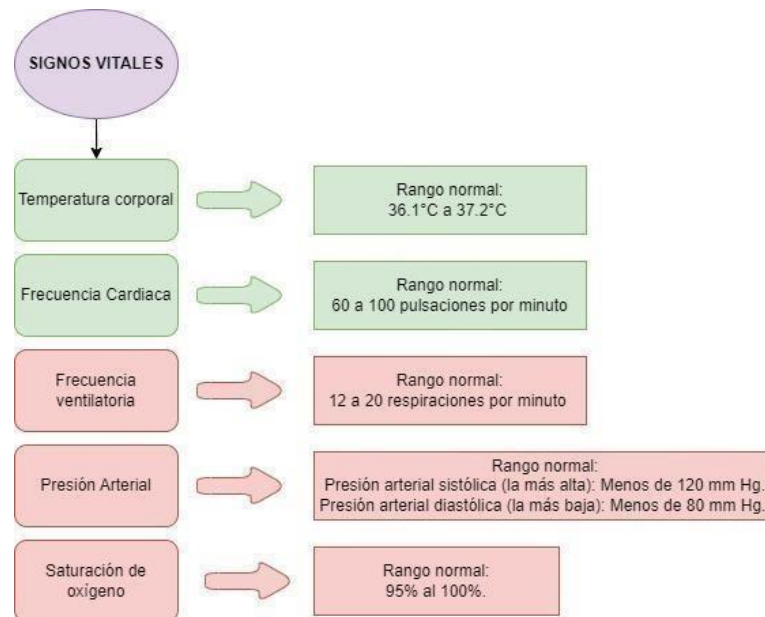 SIGNOS VITALES
Temperatura corporal
Rango normal:
36.1°C a 37.2°C
Frecuencia Cardiaca
Rango normal:
60 a 100 pulsaciones por minuto
Frecuencia
ventilatoria
Rango normal:
12 a 20 respiraciones por minuto
Presión Arterial
Rango normal:
Presión arterial sistólica (la más alta): Menos de 120 mm Hg.
Presión arterial diastólica (la más baja): Menos de 80 mm Hg.
Saturación de
oxígeno
Rango normal:
95% al 100%.